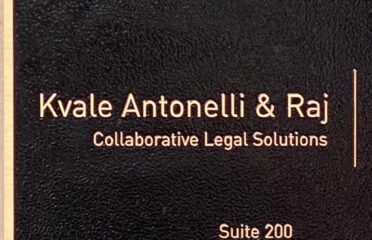 Kvale Antonelli & Raj
Collaborative Legal Solutions
Suite 200